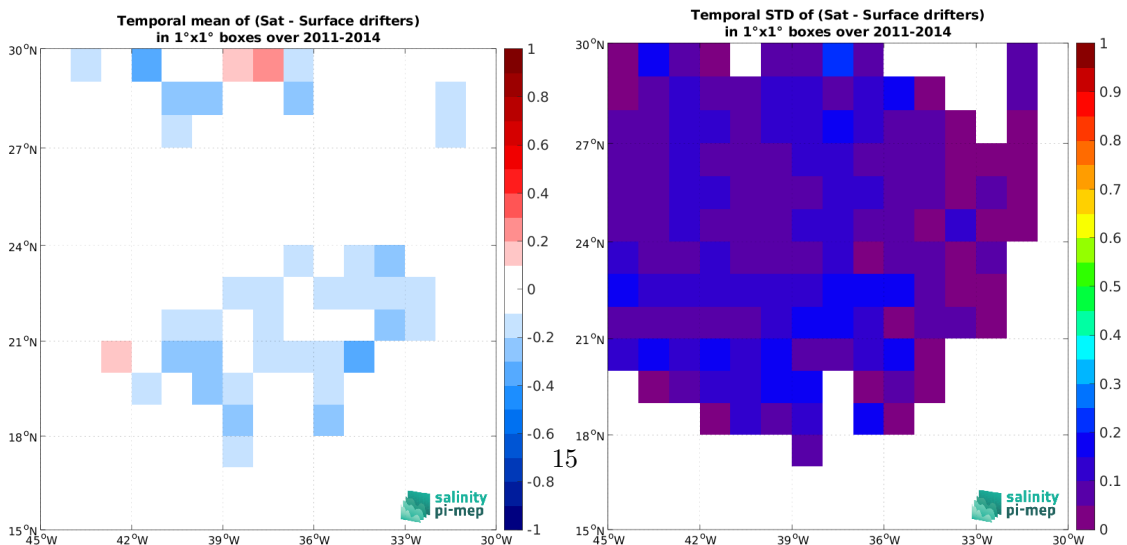 Temporal mean of (Sat - Surface drifters)
in 1°x1° boxes over 2011-2014
30°N
27°N
24°N
21°N
18°N
15°N
45°W
42°W
39°W
36°W
33°W
30°W
1
0.8
0.6
0.4
0.2
0
-0.2
-0.4
-0.6
-0.8
-1
salinity
pi-mep
15
Temporal STD of (Sat - Surface drifters)
in 1°x1° boxes over 2011-2014
30°N
27°N
24°N
21°N
18°N
15°N
45°W
42°W
39°W
36°W
33°W
30°W
1
0.9
0.8
0.7
0.6
0.5
0.4
0.3
0.2
0.1
0
salinity
pi-mep